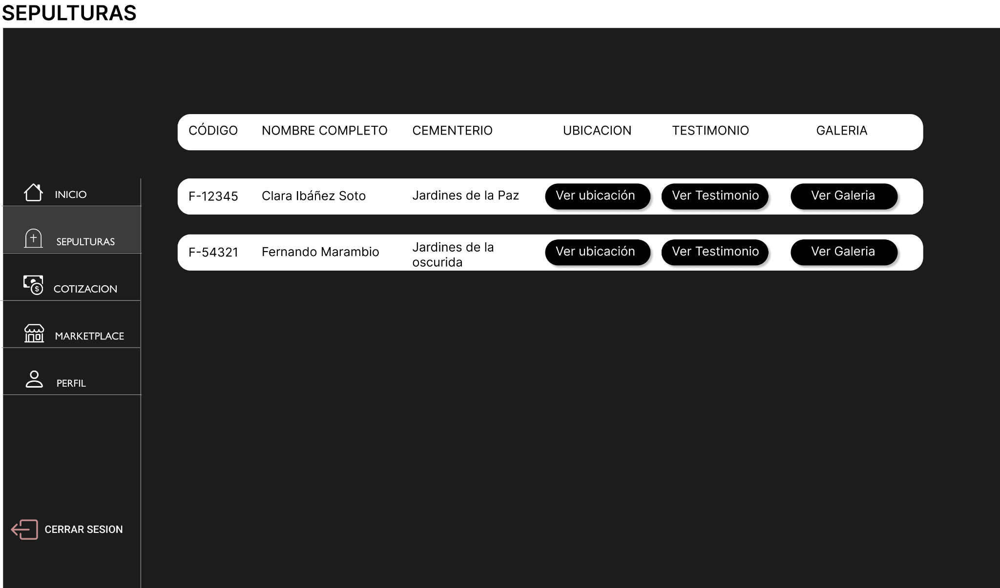 SEPULTURAS
CÓDIGO NOMBRE COMPLETO CEMENTERIO UBICACION TESTIMONIO GALERIA
F-12345 Clara Ibáñez Soto Jardines de la Paz Ver ubicación Ver Testimonio Ver Galeria
F-54321 Fernando Marambio Jardines de la oscurida Ver ubicación Ver Testimonio Ver Galeria
INICIO
SEPULTURAS
$
COTIZACION
MARKETPLACE
PERFIL
CERRAR SESION